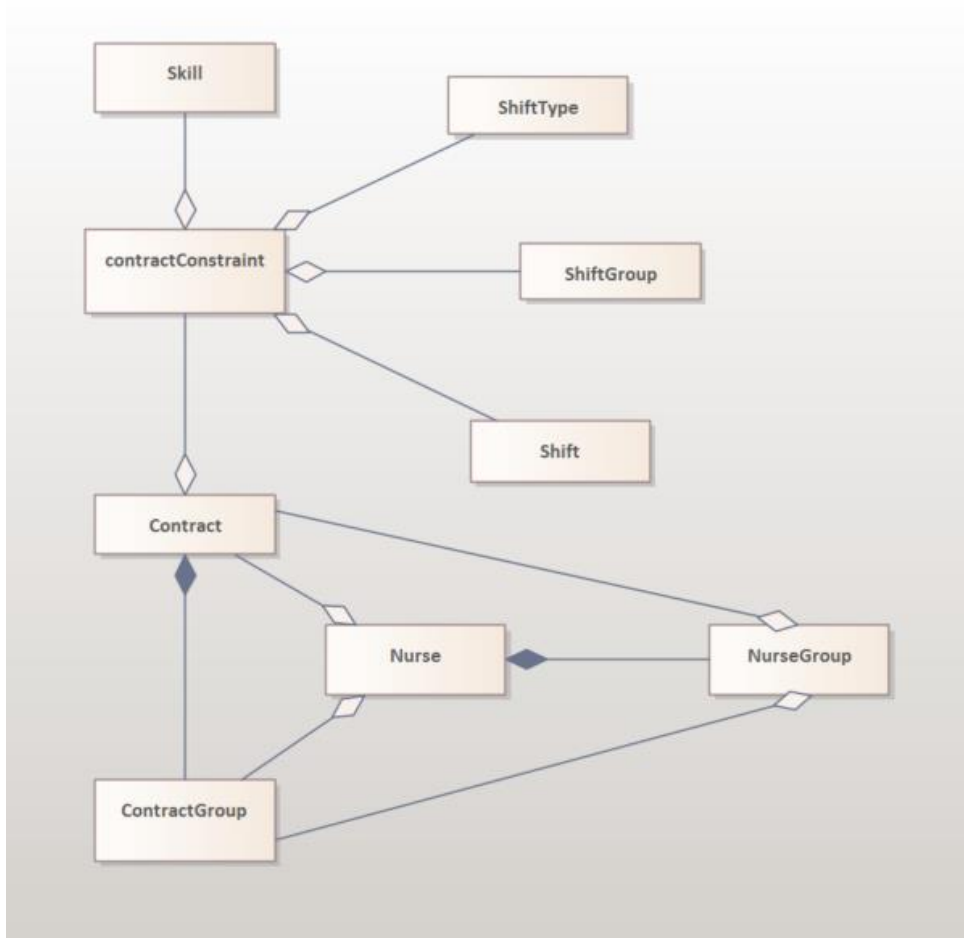 Skill
ShiftType
contractConstraint
ShiftGroup
Shift
Contract
Nurse
NurseGroup
ContractGroup